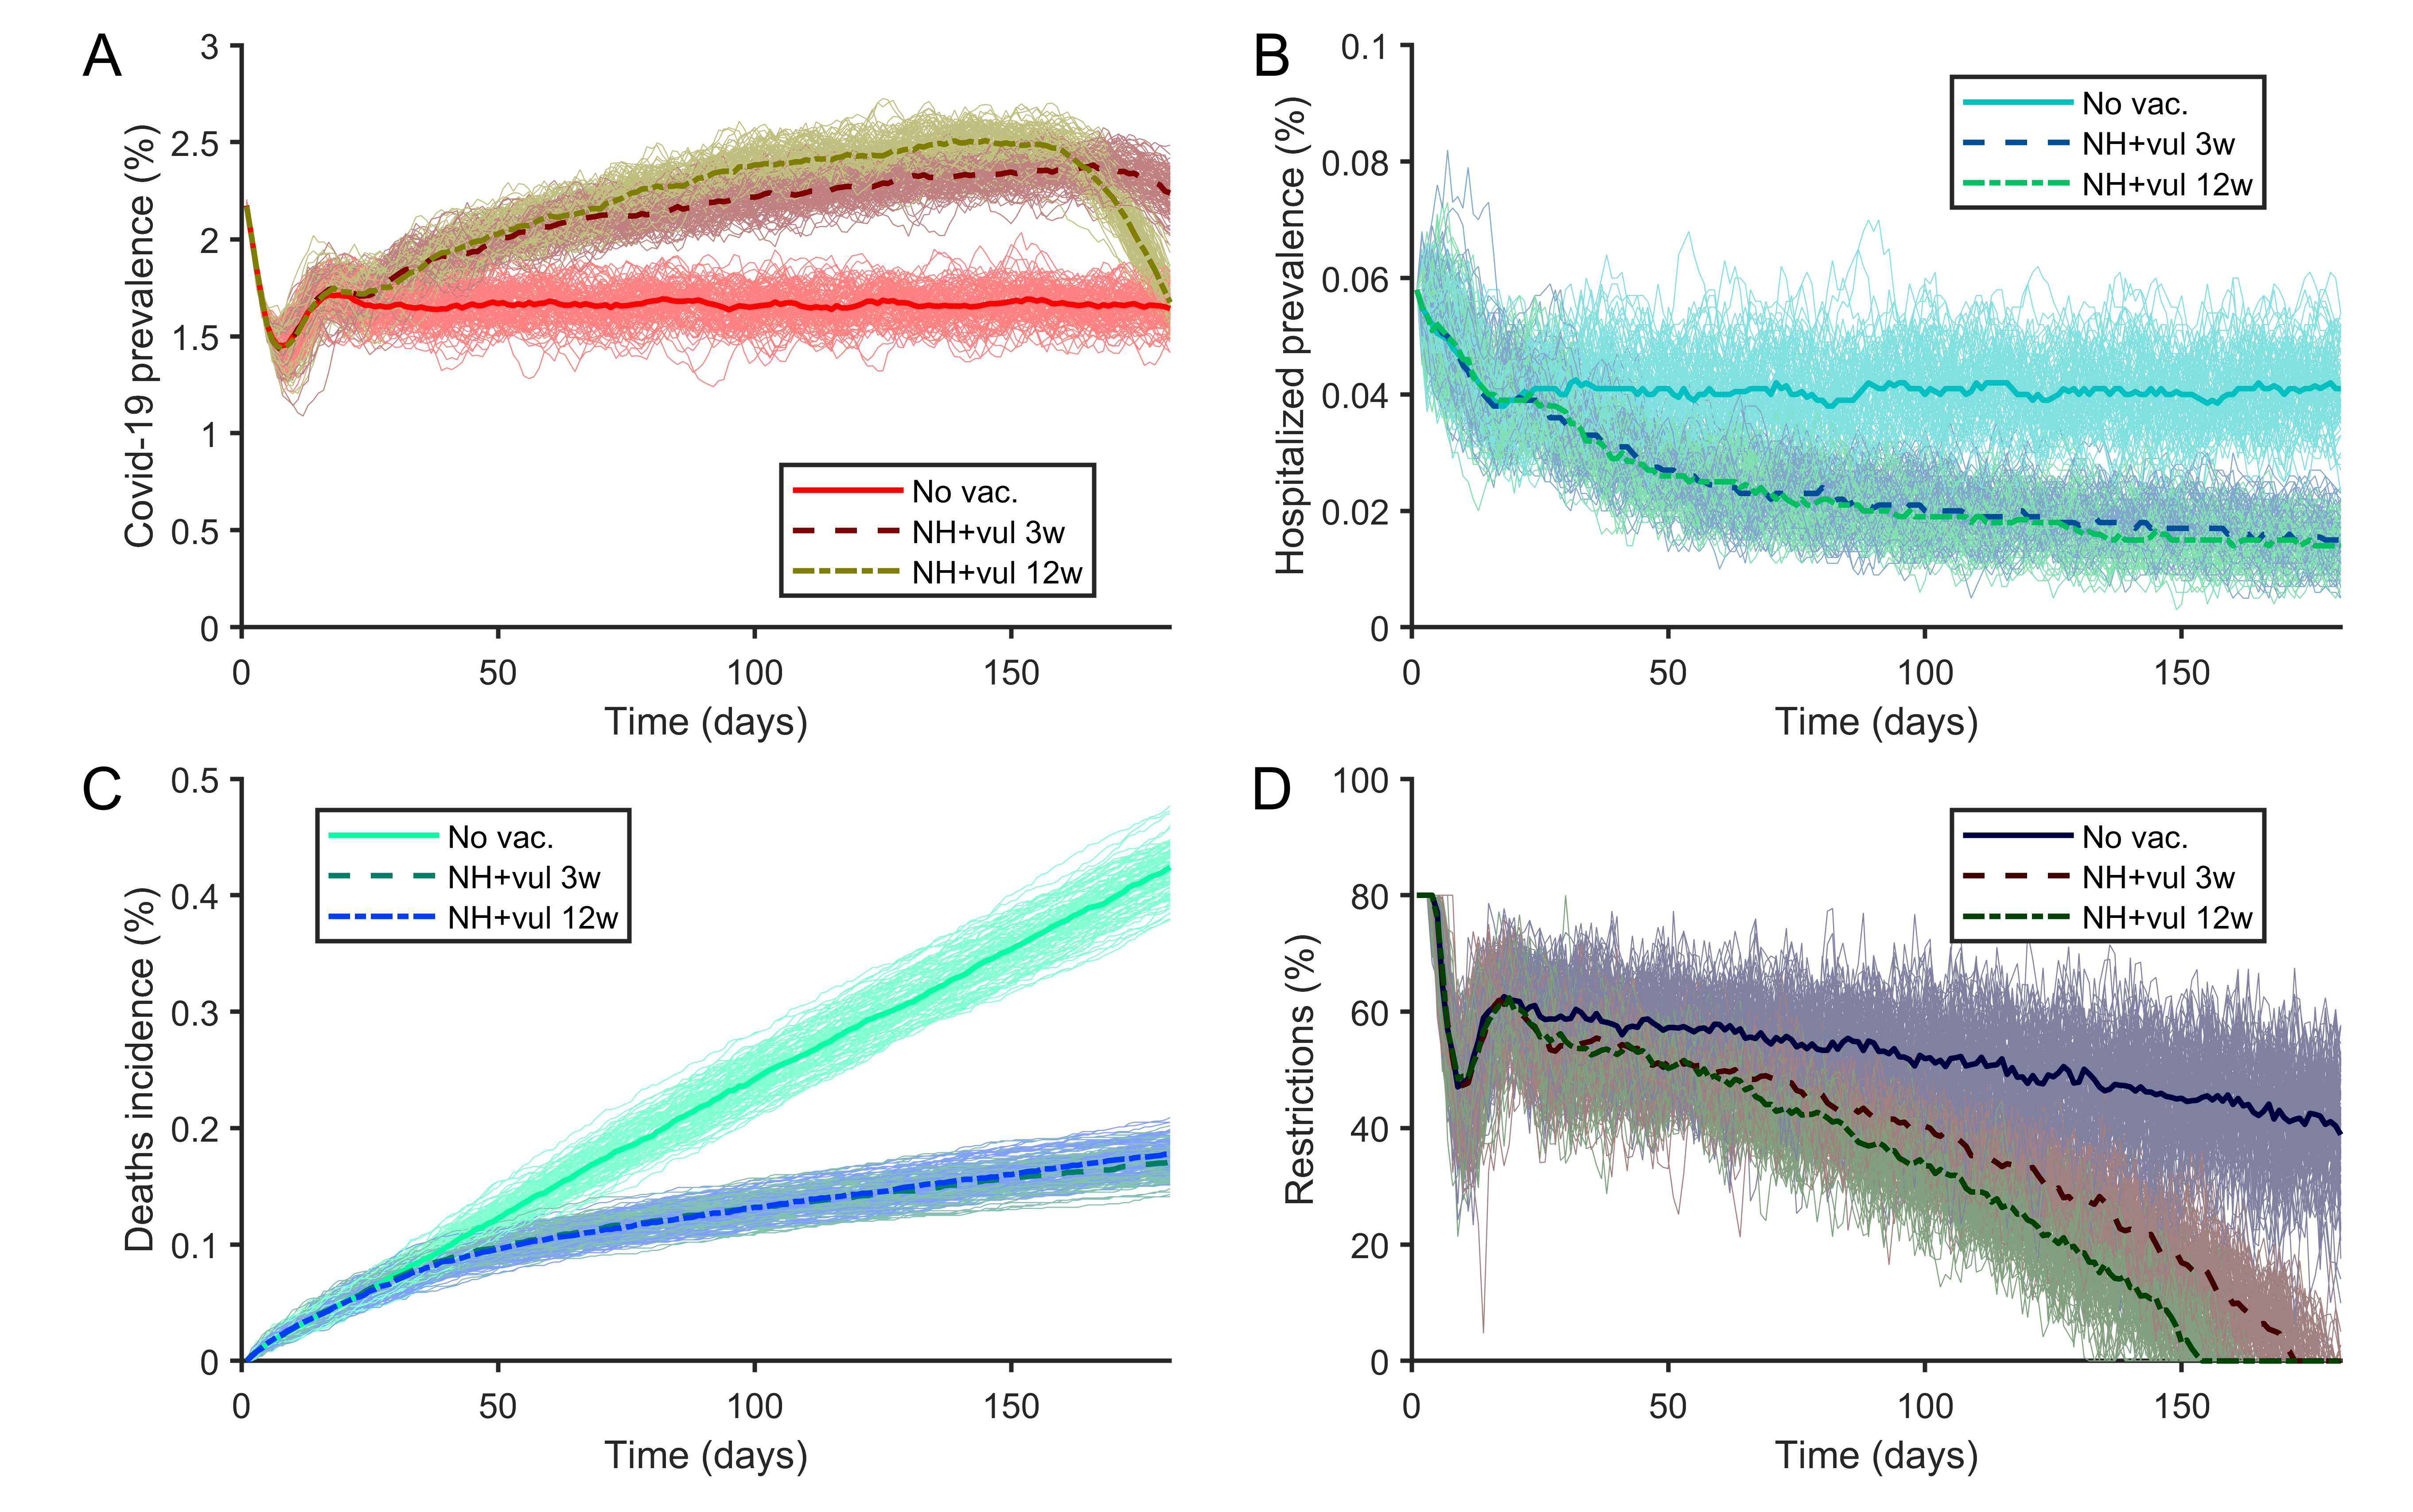 A
3
2.5
2
1.5
1
0.5
0
0
50
100
150
Covid-19 prevalence (%)
Time (days)
No vac.
NH+vul 3w
NH+vul 12w
B
0.1
0.08
0.06
0.04
0.02
0
0
50
100
150
Hospitalized prevalence (%)
Time (days)
No vac.
NH+vul 3w
NH+vul 12w
C
0.5
0.4
0.3
0.2
0.1
0
0
50
100
150
Deaths incidence (%)
Time (days)
No vac.
NH+vul 3w
NH+vul 12w
D
100
80
60
40
20
0
0
50
100
150
Restrictions (%)
Time (days)
No vac.
NH+vul 3w
NH+vul 12w